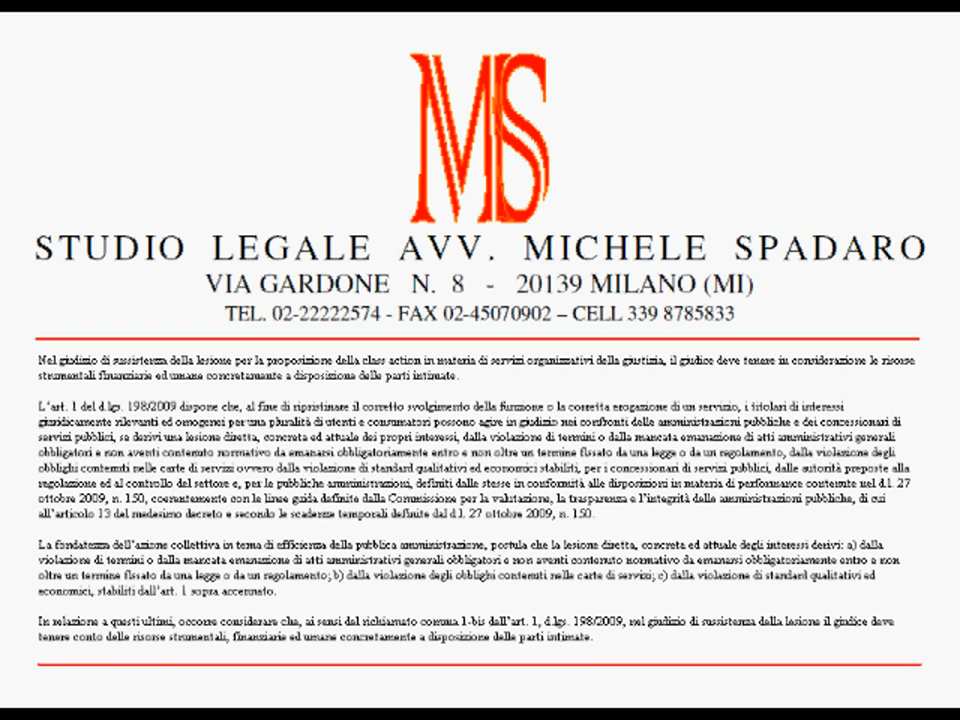 MS
STUDIO LEGALE AVV. MICHELE SPADARO
VIA GARDONE N. 8 - 20139 MILANO (MI)
TEL. 02-22222574 - FAX 02-45070902 – CELL 339 8785833
Nel giudizio di sussistenza della lesione per la proposizione della class action in materia di servizi organizzativi della giustizia, il giudice deve tenere in considerazione le risorse
strumentali finanziarie ed umane concretamente a disposizione delle parti intimate.
L'art. 1 del d.lgs. 198/2009 dispone che, al fine di ripristinare il corretto svolgimento della funzione o la corretta erogazione di un servizio, i titolari di interessi
giuridicamente rilevanti ed omogenei per una pluralità di utenti e consumatori possono agire in giudizio nei confronti delle amministrazioni pubbliche e dei concessionari di
servizi pubblici, se derivi una lesione diretta, concreta ed attuale dei propri interessi, dalla violazione di termini o dalla mancata emanazione di atti amministrativi generali
obbligatori e non aventi contenuto normativo da emanarsi obbligatoriamente entro e non oltre un termine fissato da una legge o da un regolamento, dalla violazione degli
obblighi contenuti nelle carte di servizi ovvero dalla violazione di standard qualitativi ed economici stabiliti, per i concessionari di servizi pubblici, dalle autorità preposte alla
regolazione ed al controllo del settore e, per le pubbliche amministrazioni, definiti dalle stesse in conformità alle disposizioni in materia di performance contenute nel d.l. 27
ottobre 2009, n. 150, coerentemente con le linee guida definite dalla Commissione per la valutazione, la trasparenza e l'integrità delle amministrazioni pubbliche, di cui
all'articolo 13 del medesimo decreto e secondo le scadenze temporali definite dal d.l. 27 ottobre 2009, n. 150.
La fondatezza dell'azione collettiva in tema di efficienza della pubblica amministrazione, postula che la lesione diretta, concreta ed attuale degli interessi derivi: a) dalla
violazione di termini o dalla mancata emanazione di atti amministrativi generali obbligatori e non aventi contenuto normativo da emanarsi obbligatoriamente entro e non
oltre un termine fissato da una legge o da un regolamento; b) dalla violazione degli obblighi contenuti nelle carte di servizi; c) dalla violazione di standard qualitativi ed
economici, stabiliti dall'art. 1 sopra accennato.
In relazione a questi ultimi, occorre considerare che, ai sensi del richiamato comma 1-bis dell'art. 1, d.lgs. 198/2009, nel giudizio di sussistenza della lesione il giudice deve
tenere conto delle risorse strumentali, finanziarie ed umane concretamente a disposizione delle parti intimate.